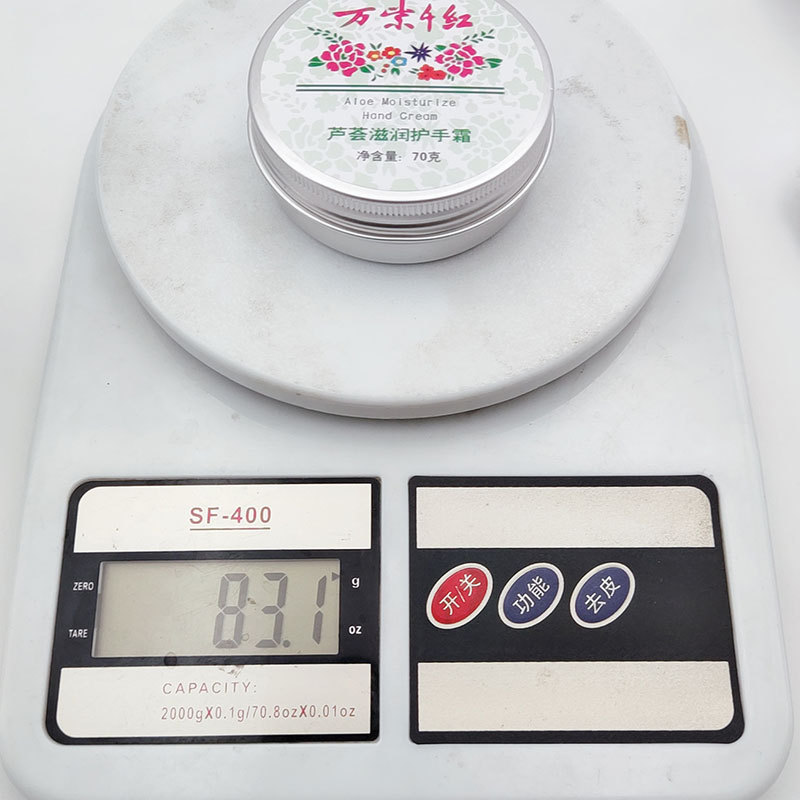 万紫千红
Aloe Moisturize
Hand Cream
芦荟滋润护手霜
净含量：70克
SF-400
ZERO
TARE
83.1
g
oz
CAPACITY:
2000gX0.1g/70.8ozX0.01oz
开/关
功能
去皮